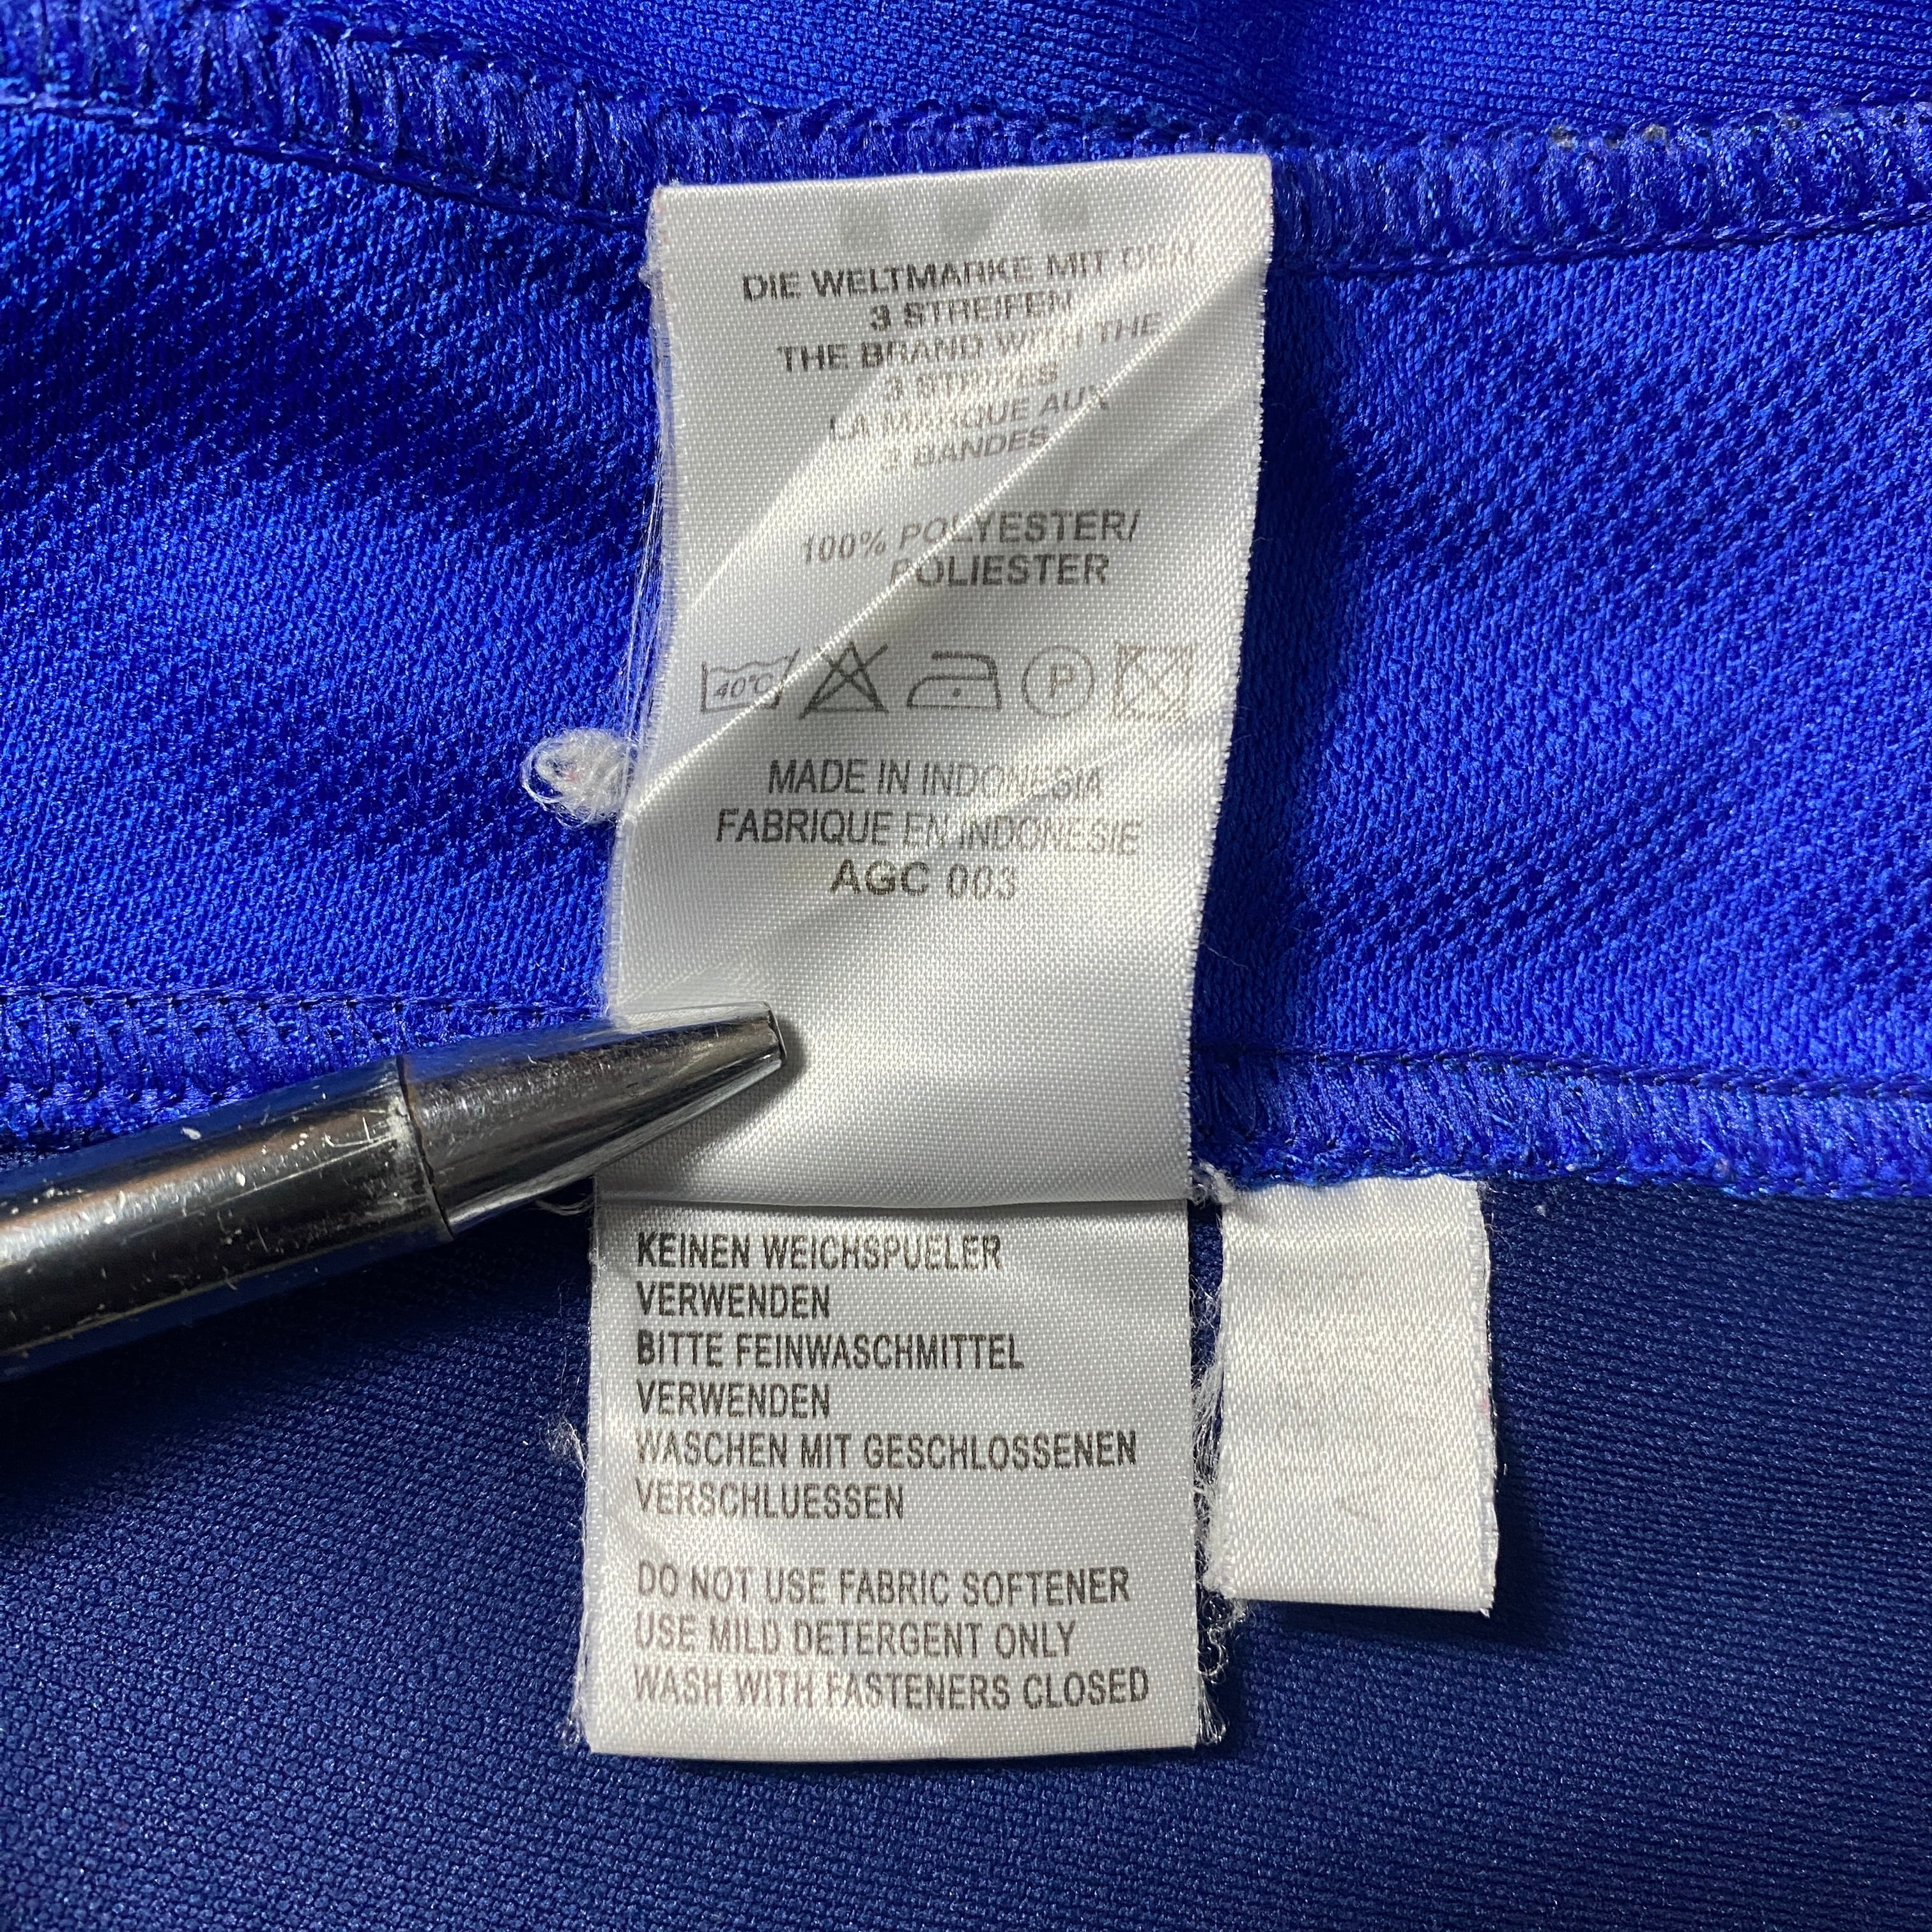 DIE WELTMARKE MIT DEN
3 STREIFEN
THE BRAND WITH THE
3 STRIPES
LA MARQUE AUX
3 BANDES
100% POLYESTER/
POLIESTER
40°C P
MADE IN INDONESIA
FABRIQUE EN INDONESIE
AGC 003
KEINEN WEICHSPUELER
VERWENDEN
BITTE FEINWASCHMITTEL
VERWENDEN
WASCHEN MIT GESCHLOSSENEN
VERSCHLUESSEN
DO NOT USE FABRIC SOFTENER
USE MILD DETERGENT ONLY
WASH WITH FASTENERS CLOSED